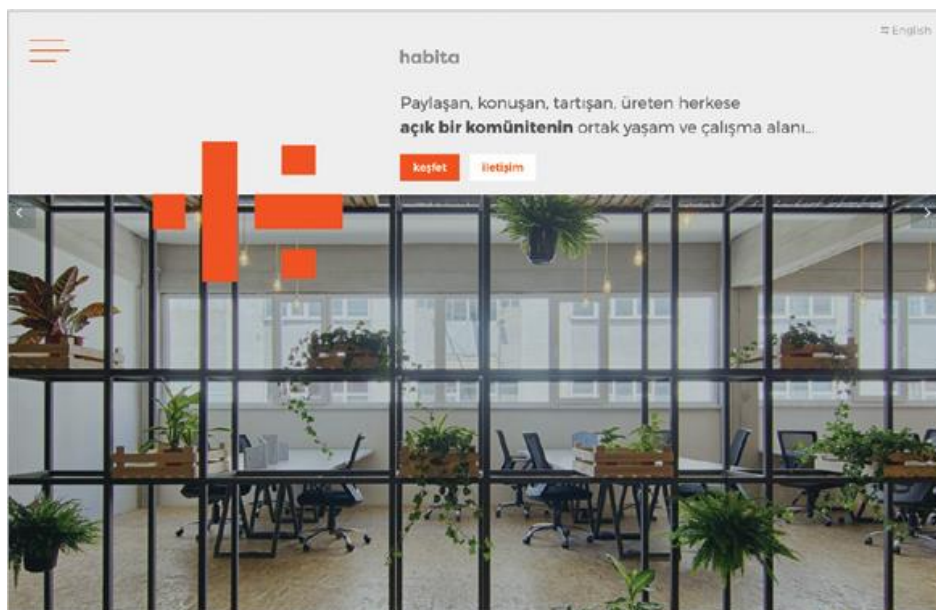 English
habita
Paylaşan, konuşan, tartışan, üreten herkese
açık bir komünitenin ortak yaşam ve çalışma alanı...
keşfet
iletişim